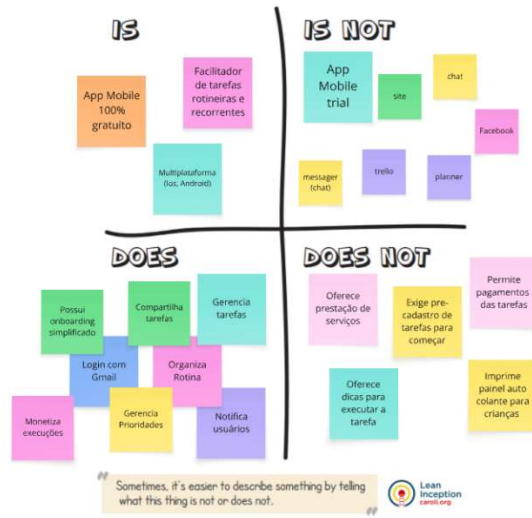 IS
App Mobile
100%
gratuito
Facilitador
de tarefas
rotineiras e
recorrentes
Multiplataforma
(Ios, Android)
IS NOT
App
Mobile
trial
site
chat
Facebook
messager
(chat)
trello
planner
DOES
Possui
onboarding
simplificado
Compartilha
tarefas
Gerencia
tarefas
Login com
Gmail
Organiza
Rotina
Monetiza
execuções
Gerencia
Prioridades
Notifica
usuários
DOES NOT
Oferece
prestação de
serviços
Exige pre-
cadastro de
tarefas para
começar
Permite
pagamentos
das tarefas
Oferece
dicas para
executar a
tarefa
Imprime
painel auto
colante para
crianças
"Sometimes, it's easier to describe something by telling
what this thing is not or does not."
Lean
Inception
caroli.org